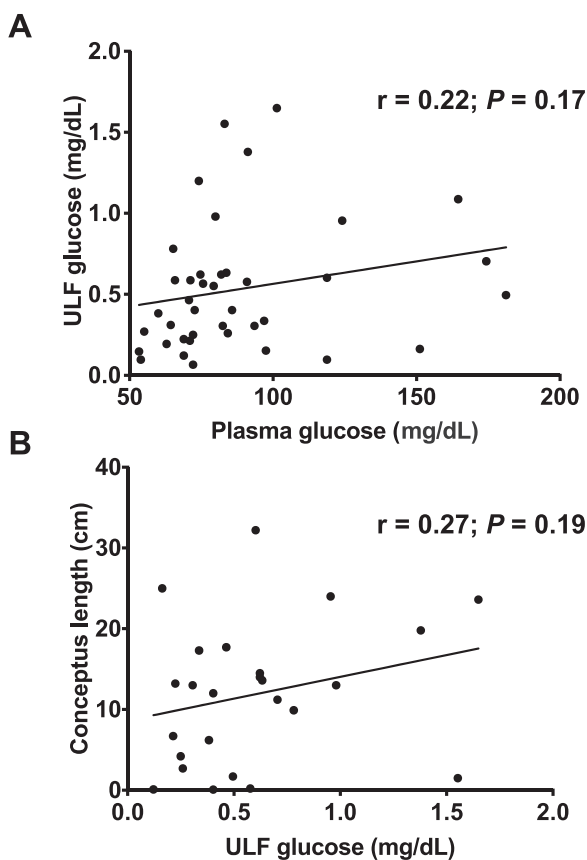 A
2.0
r = 0.22; P = 0.17
1.5
1.0
0.5
0.0
ULF glucose (mg/dL)
50 100 150 200
Plasma glucose (mg/dL)
B
40
r = 0.27; P = 0.19
30
20
10
0
Conceptus length (cm)
0.0 0.5 1.0 1.5 2.0
ULF glucose (mg/dL)